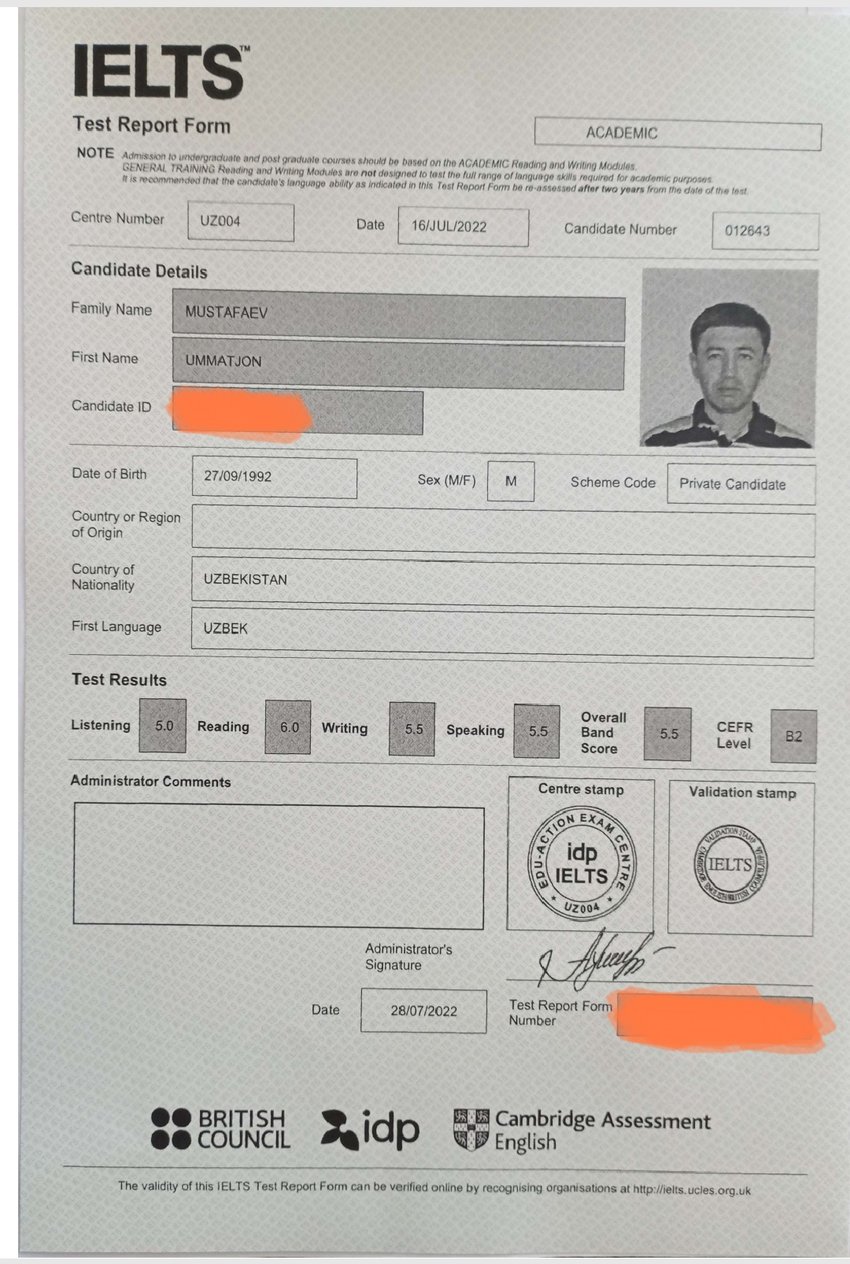 IELTS™
Test Report Form
ACADEMIC
NOTE Admission to undergraduate and post graduate courses should be based on the ACADEMIC Reading and Writing Modules.
GENERAL TRAINING Reading and Writing Modules are not designed to test the full range of language skills required for academic purposes.
It is recommended that the candidate's language ability as indicated in this Test Report Form be re-assessed after two years from the date of the test.
Centre Number UZ004 Date 16/JUL/2022 Candidate Number 012643
Candidate Details
Family Name MUSTAFAEV
First Name UMMATJON
Candidate ID
Date of Birth 27/09/1992 Sex (M/F) M Scheme Code Private Candidate
Country or Region
of Origin
Country of
Nationality UZBEKISTAN
First Language UZBEK
Test Results
Listening 5.0 Reading 6.0 Writing 5.5 Speaking 5.5 Overall Band Score 5.5 CEFR Level B2
Administrator Comments
Centre stamp
EDU-ACTION EXAM CENTRE
idp
IELTS
* UZ004 *
Validation stamp
VALIDATION STAMP
IELTS
Administrator's
Signature
Date 28/07/2022
Test Report Form
Number
BRITISH
COUNCIL
idp
Cambridge Assessment
English
The validity of this IELTS Test Report Form can be verified online by recognising organisations at http://ielts.ucles.org.uk